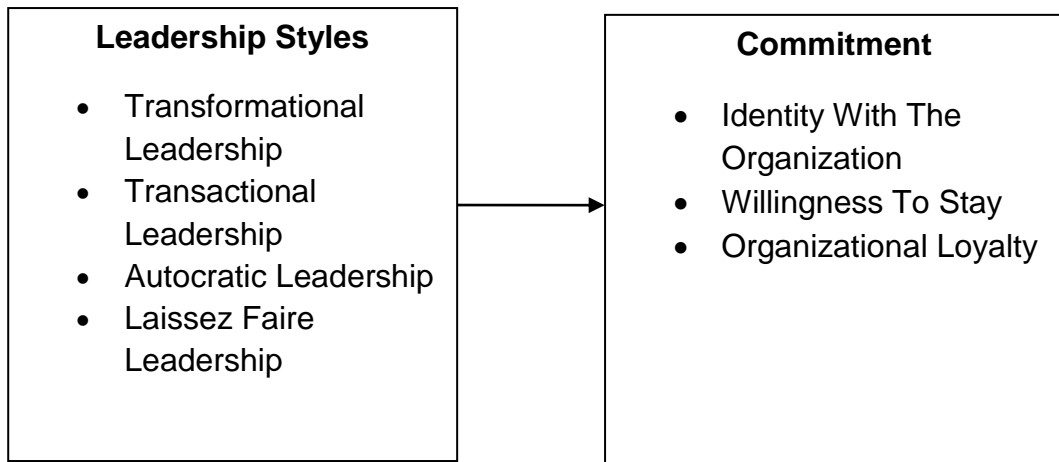 Leadership Styles
• Transformational
Leadership
• Transactional
Leadership
• Autocratic Leadership
• Laissez Faire
Leadership
Commitment
• Identity With The
Organization
• Willingness To Stay
• Organizational Loyalty